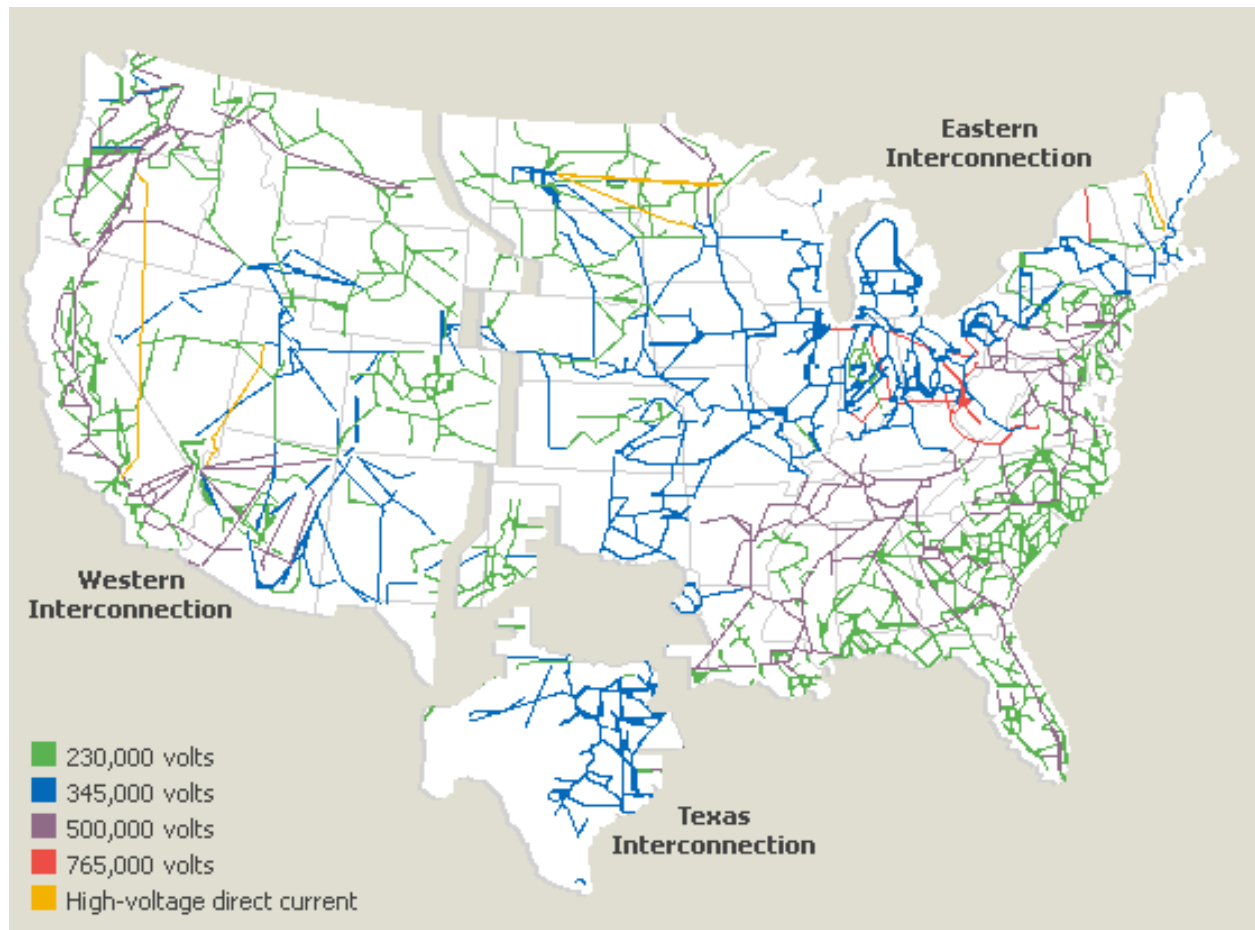 Eastern
Interconnection
Western
Interconnection
Texas
Interconnection
230,000 volts
345,000 volts
500,000 volts
765,000 volts
High-voltage direct current